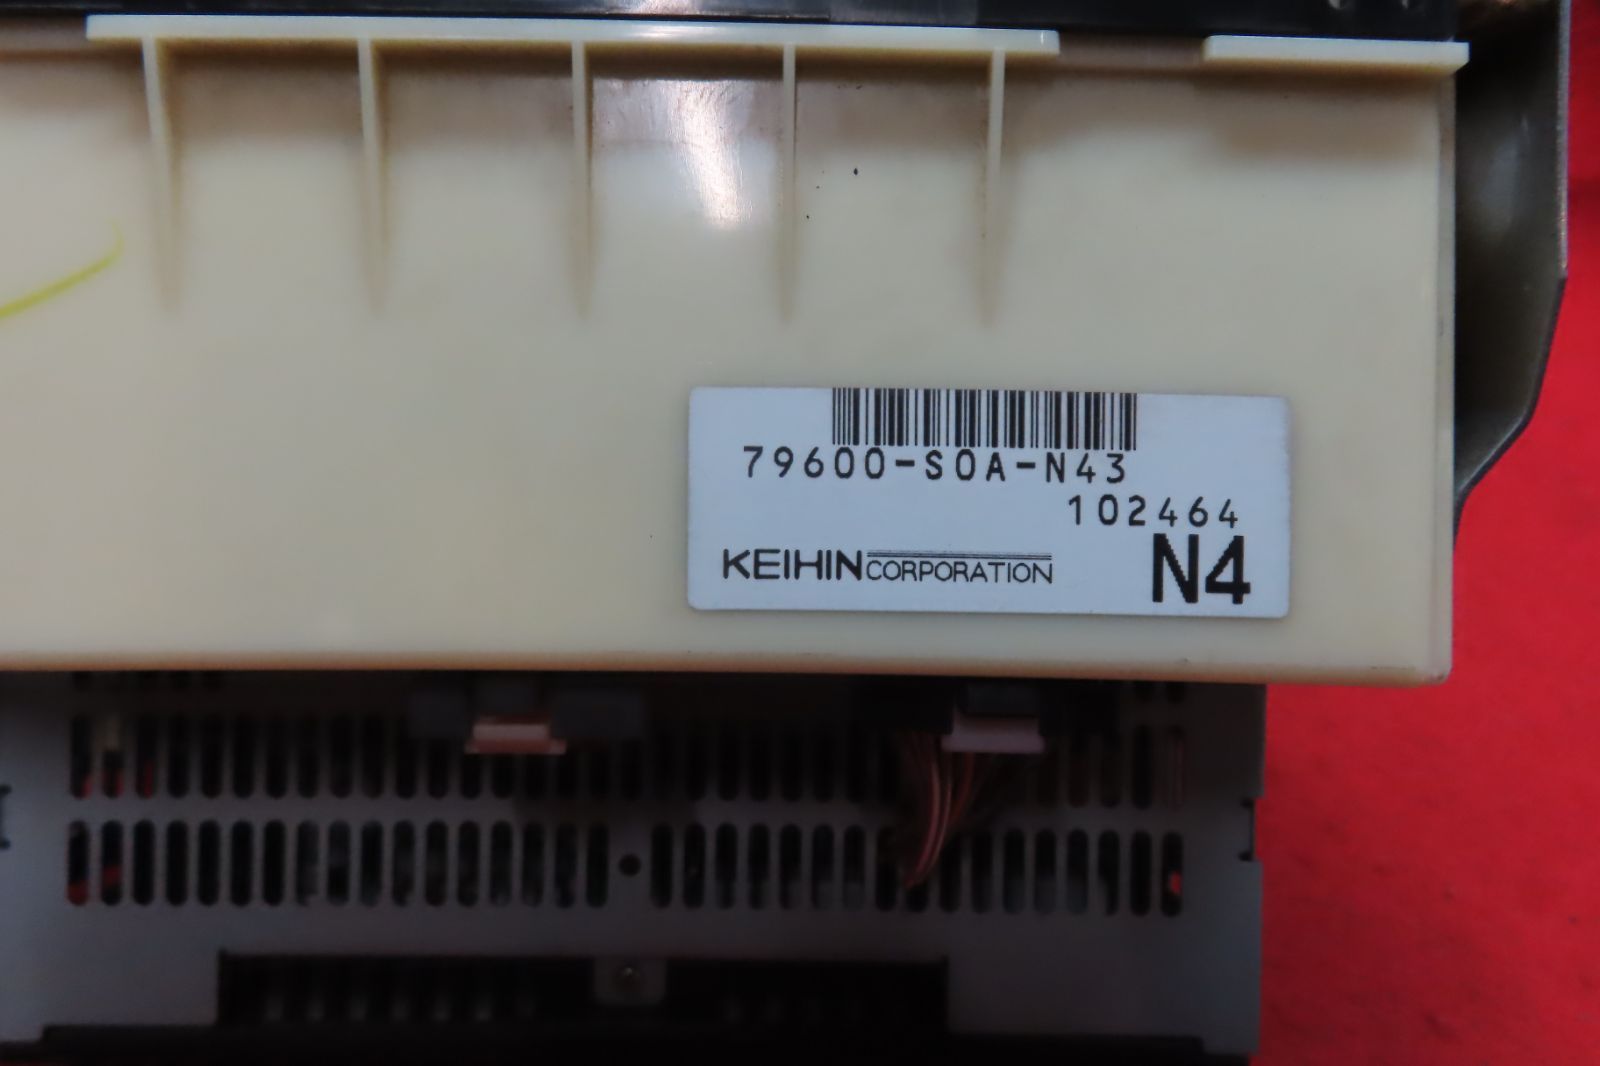 79600-S0A-N43
102464
KEIHIN CORPORATION
N4